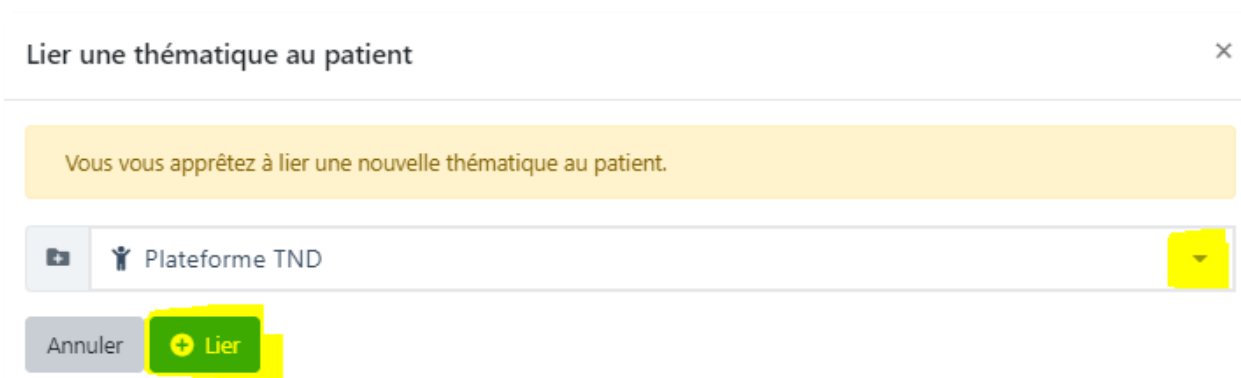 Lier une thématique au patient
Vous vous apprêtez à lier une nouvelle thématique au patient.
Plateforme TND
Annuler Lier